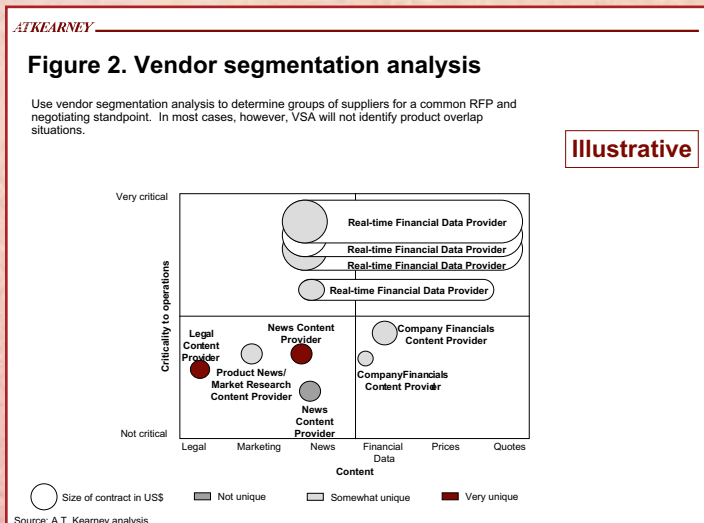 ATKEARNEY
Figure 2. Vendor segmentation analysis
Use vendor segmentation analysis to determine groups of suppliers for a common RFP and
negotiating standpoint. In most cases, however, VSA will not identify product overlap
situations.
Illustrative
Very critical
Real-time Financial Data Provider
Real-time Financial Data Provider
Real-time Financial Data Provider
Real-time Financial Data Provider
Criticality to operations
Legal
Content
Provider
News Content
Provider
Company Financials
Content Provider
Product News/
Market Research
Content Provider
CompanyFinancials
Content Provider
News
Content
Provider
Not critical
Legal
Marketing
News
Financial
Data
Prices
Quotes
Content
Size of contract in US$
Not unique
Somewhat unique
Very unique
Source: A.T. Kearney analysis